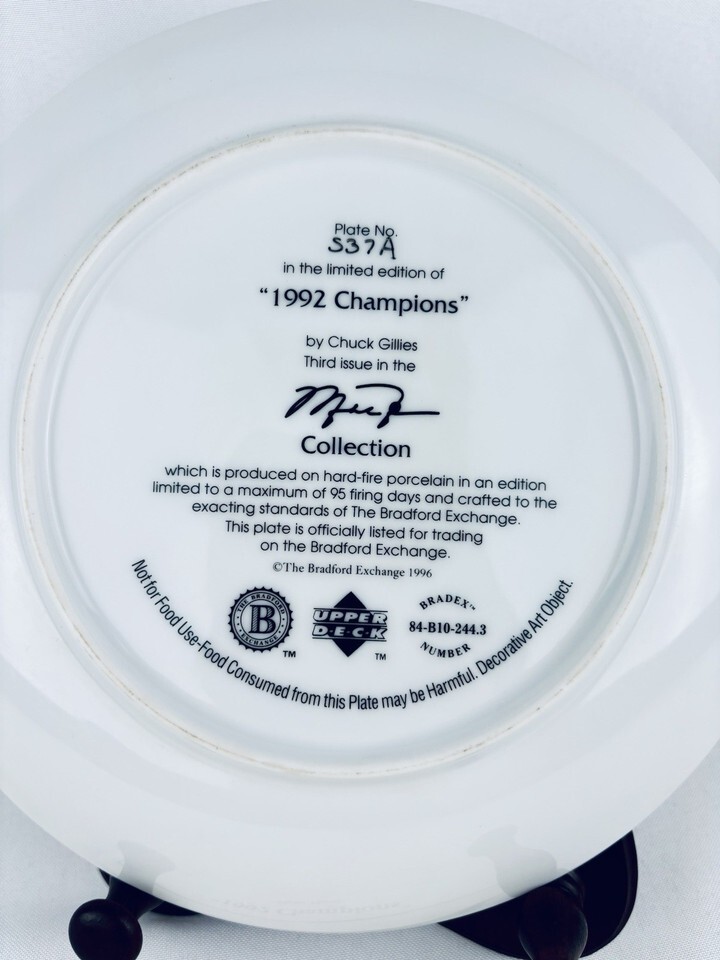 Plate No.
S37A
in the limited edition of
“1992 Champions”
by Chuck Gillies
Third issue in the
Collection
which is produced on hard-fire porcelain in an edition
limited to a maximum of 95 firing days and crafted to the
exacting standards of The Bradford Exchange.
This plate is officially listed for trading
on the Bradford Exchange.
©The Bradford Exchange 1996
THE BRADFORD
B
EXCHANGE
TM
UPPER
D·E·C·K
TM
BRADEX™
84-B10-244.3
NUMBER
Not for Food Use-Food Consumed from this Plate may be Harmful. Decorative Art Object.